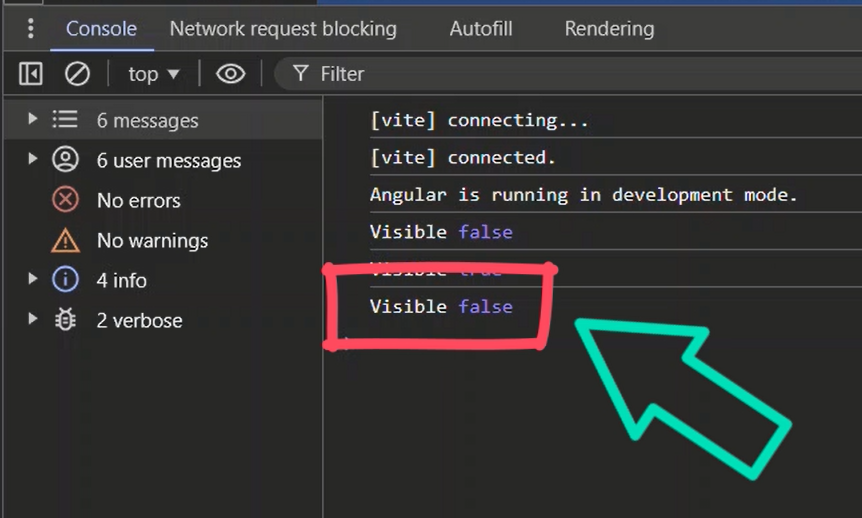 Console Network request blocking Autofill Rendering
top Filter
6 messages
6 user messages
No errors
No warnings
4 info
2 verbose
[vite] connecting...
[vite] connected.
Angular is running in development mode.
Visible false
Visible true
Visible false